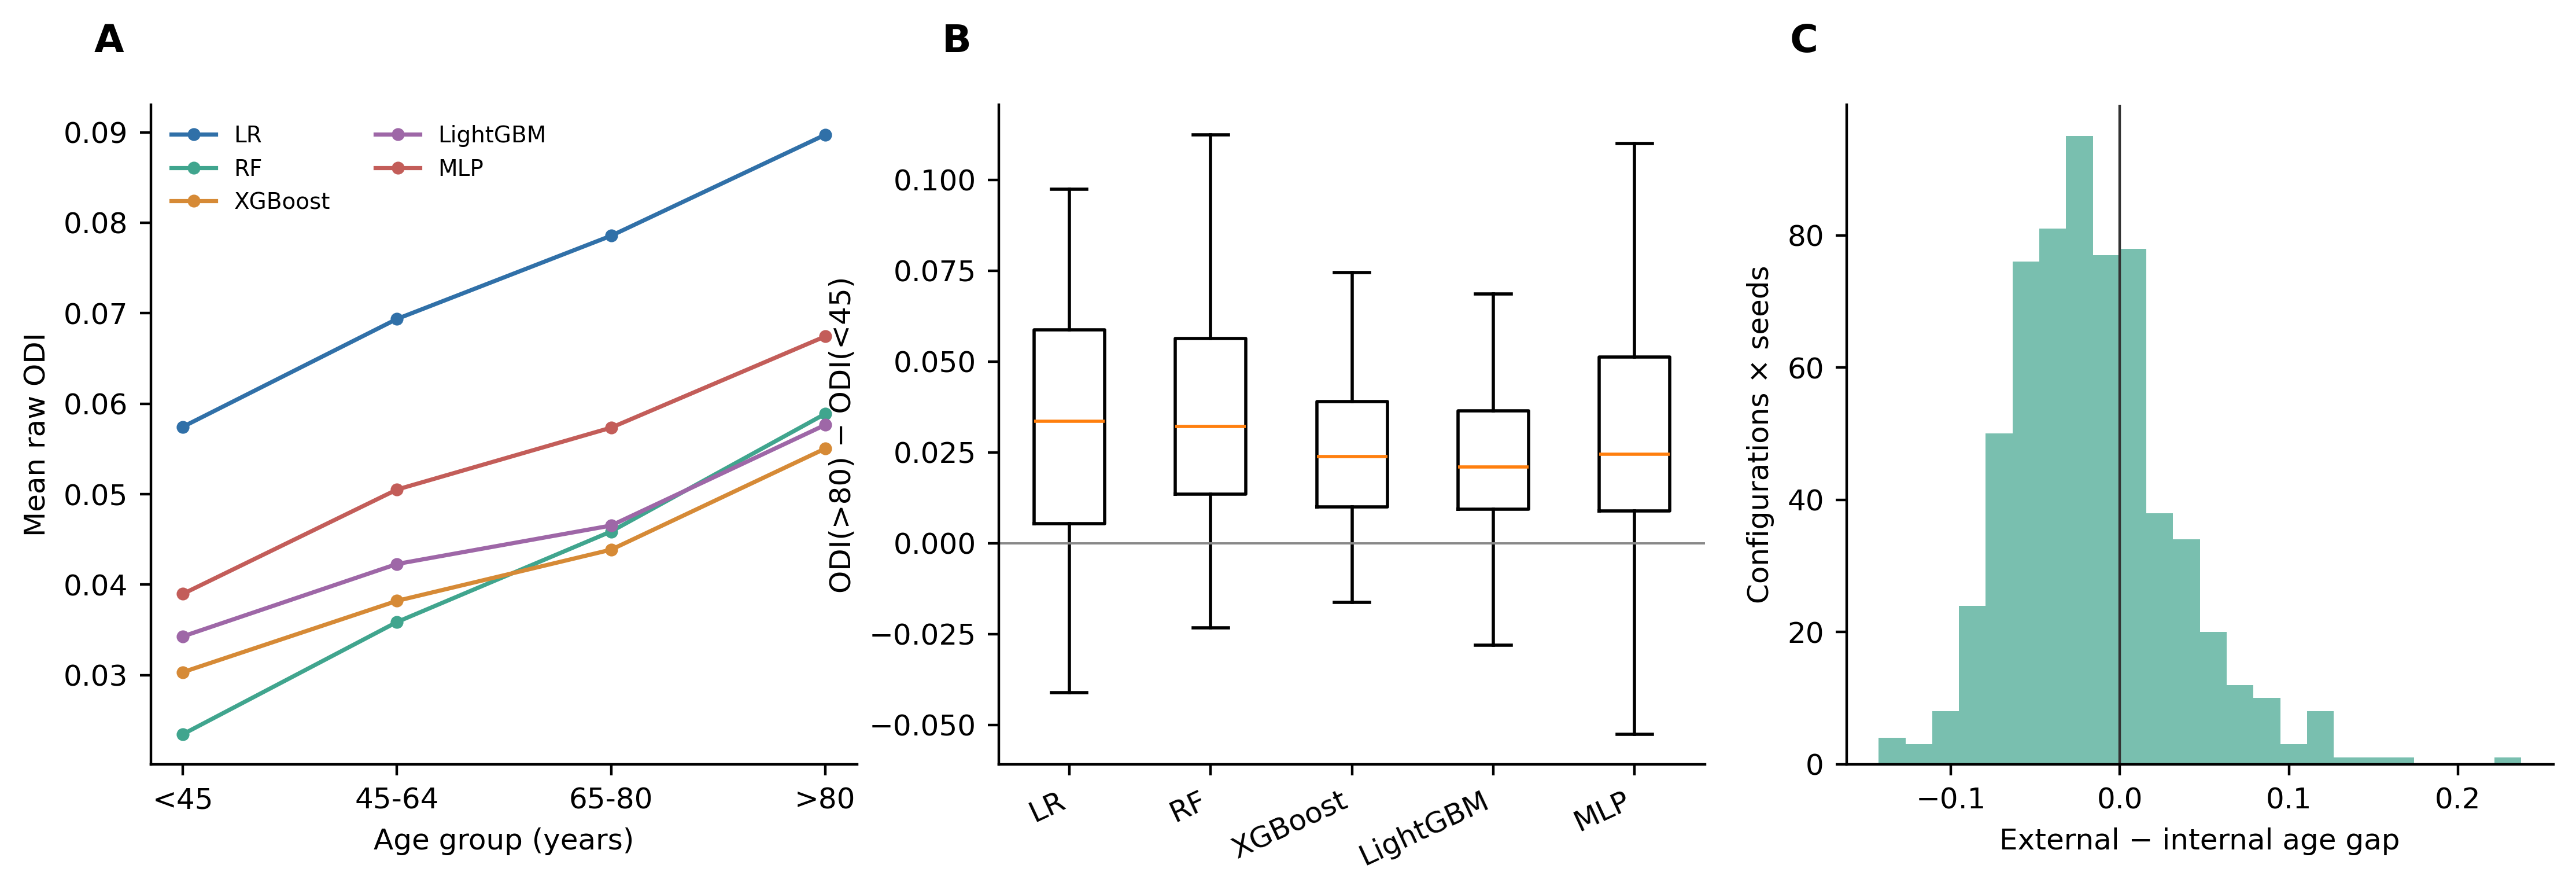 A
Mean raw ODI
0.09
0.08
0.07
0.06
0.05
0.04
0.03
LR
RF
XGBoost
LightGBM
MLP
<45
45-64
65-80
>80
Age group (years)
B
ODI(>80) − ODI(<45)
0.100
0.075
0.050
0.025
0.000
−0.025
−0.050
LR
RF
XGBoost
LightGBM
MLP
C
Configurations × seeds
80
60
40
20
0
−0.1
0.0
0.1
0.2
External − internal age gap